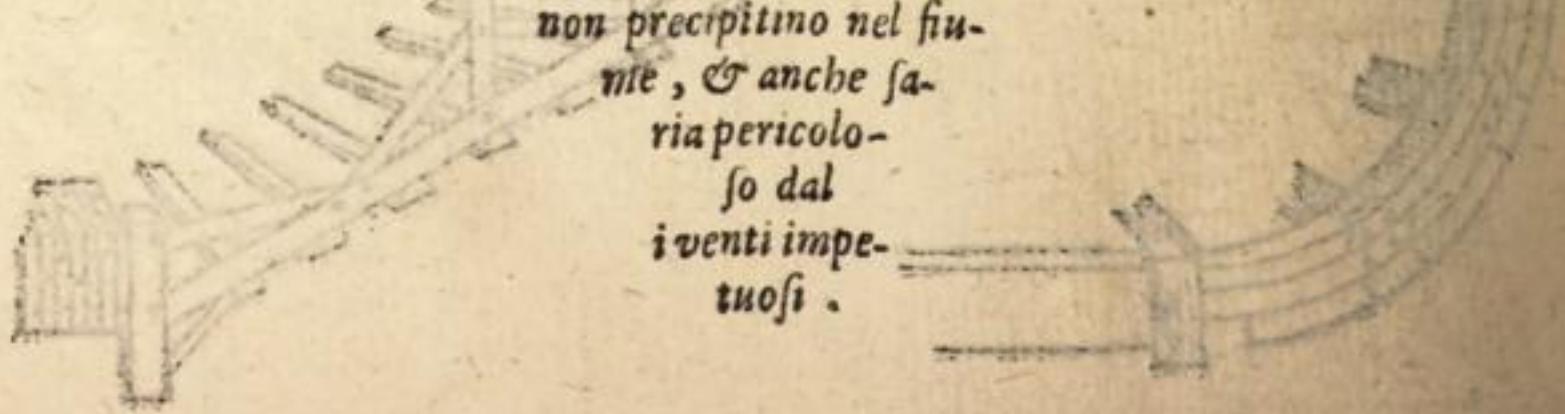 non precipitino nel fiu-
me, & anche ſa-
ria pericolo-
ſo dal
i venti impe-
tuoſi .